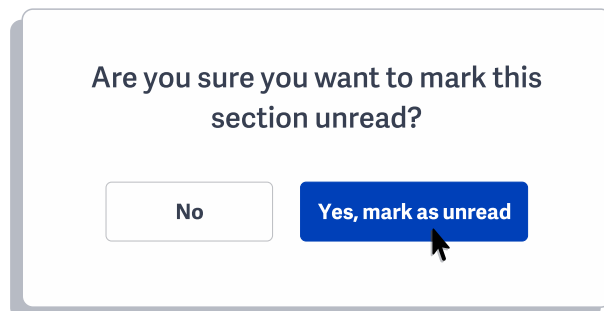 Are you sure you want to mark this
section unread?
No
Yes, mark as unread